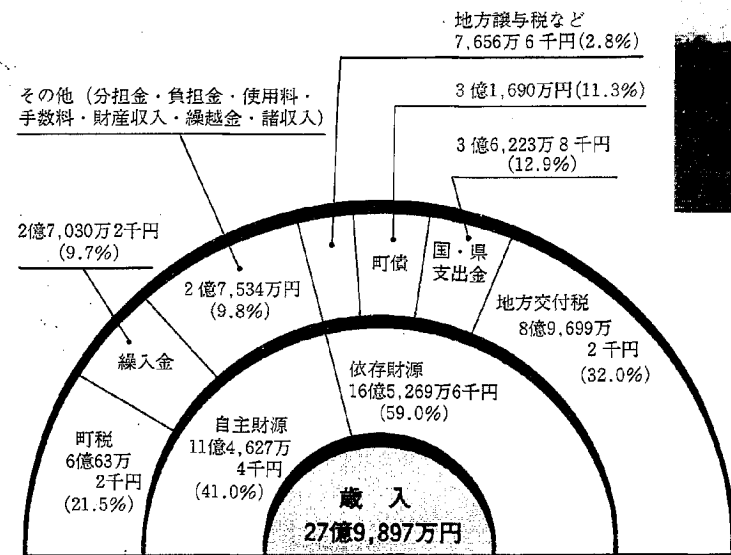 地方譲与税など
7,656万6千円(2.8%)
その他（分担金・負担金・使用料・
手数料・財産収入・繰越金・諸収入）
3億1,690万円(11.3%)
3億6,223万8千円
(12.9%)
2億7,030万2千円
(9.7%)
2億7,534万円
(9.8%)
町債
国・県
支出金
地方交付税
8億9,699万
2千円
(32.0%)
繰入金
町税
6億63万
2千円
(21.5%)
自主財源
11億4,627万
4千円
(41.0%)
依存財源
16億5,269万6千円
(59.0%)
歳入
27億9,897万円